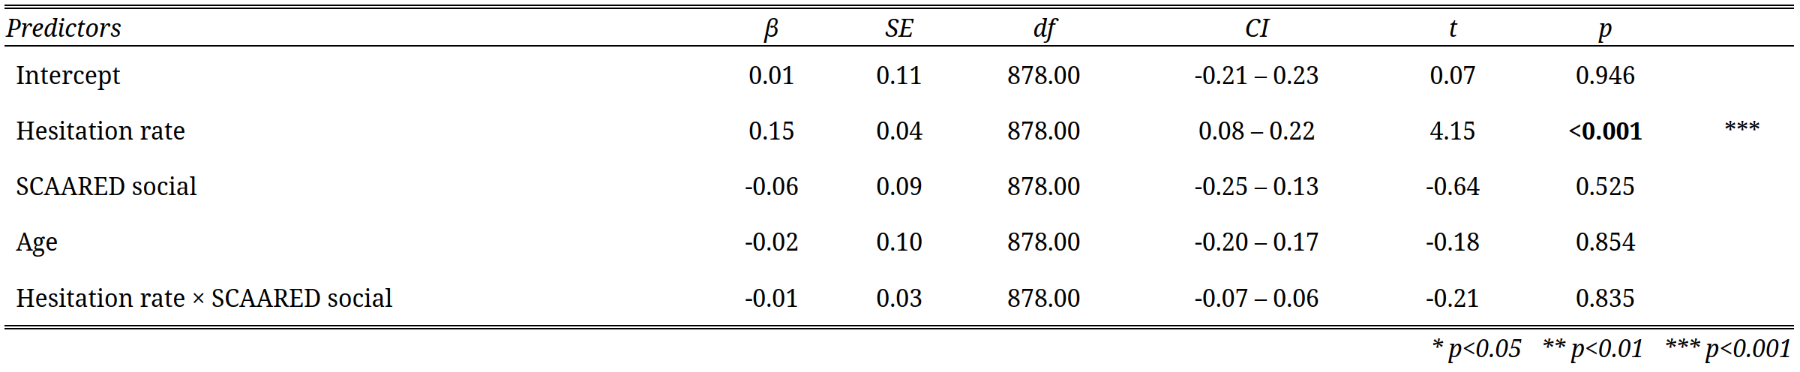 Predictors β SE df CI t p
Intercept 0.01 0.11 878.00 -0.21 – 0.23 0.07 0.946
Hesitation rate 0.15 0.04 878.00 0.08 – 0.22 4.15 <0.001 ***
SCAARED social -0.06 0.09 878.00 -0.25 – 0.13 -0.64 0.525
Age -0.02 0.10 878.00 -0.20 – 0.17 -0.18 0.854
Hesitation rate × SCAARED social -0.01 0.03 878.00 -0.07 – 0.06 -0.21 0.835
* p<0.05 ** p<0.01 *** p<0.001